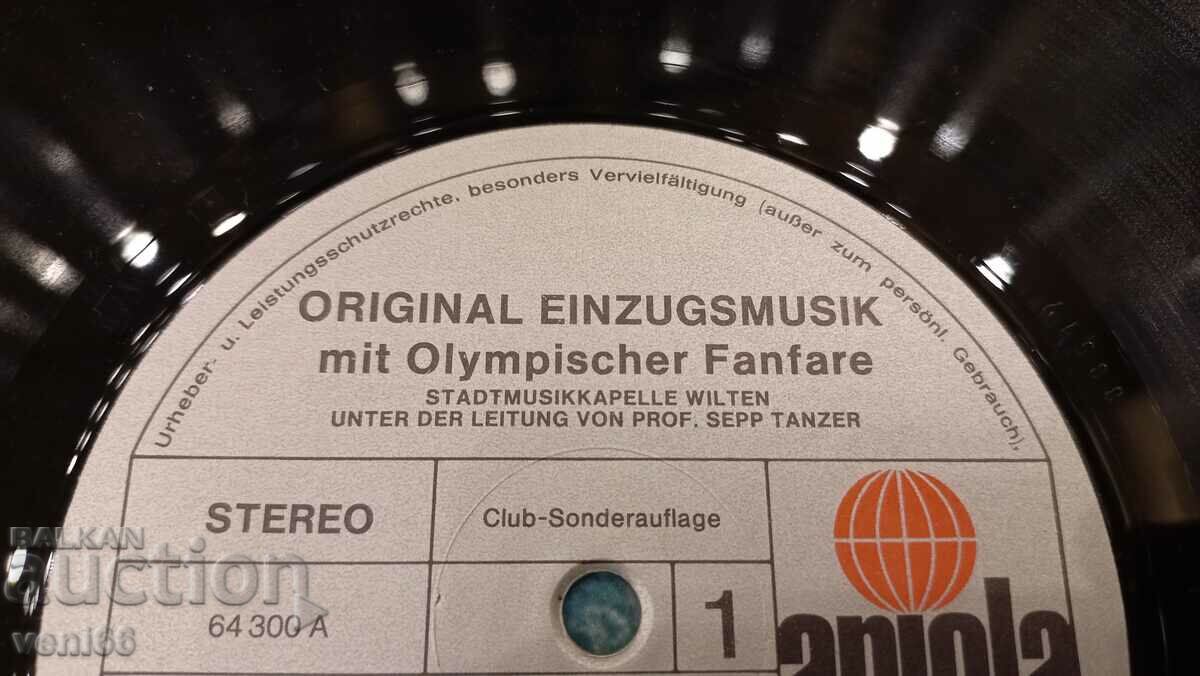 Urheber- u. Leistungsschutzrechte, besonders Vervielfältigung (außer zum persönl. Gebrauch),
ORIGINAL EINZUGSMUSIK
mit Olympischer Fanfare
STADTMUSIKKAPELLE WILTEN
UNTER DER LEITUNG VON PROF. SEPP TANZER
STEREO
Club-Sonderauflage
64 300 A
1
ariola
BALKAN
auction
veni66